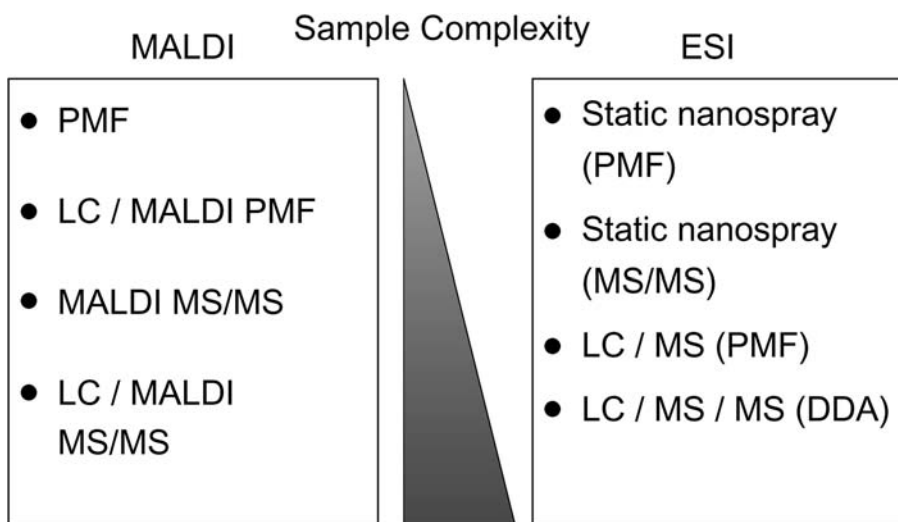 Sample Complexity
MALDI
● PMF
● LC / MALDI PMF
● MALDI MS/MS
● LC / MALDI
MS/MS
ESI
● Static nanospray
(PMF)
● Static nanospray
(MS/MS)
● LC / MS (PMF)
● LC / MS / MS (DDA)